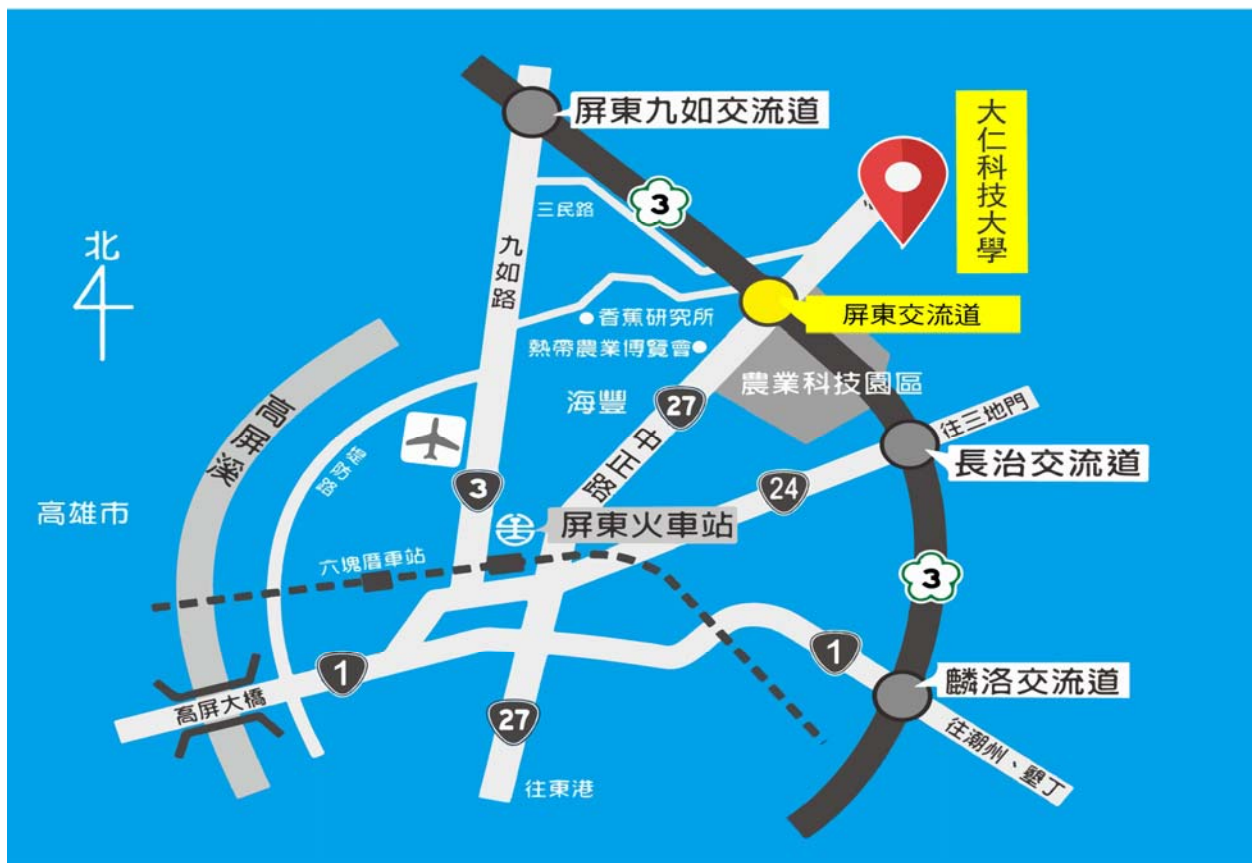 屏東九如交流道
大仁科技大學
3
三民路
北
九如路
屏東交流道
香蕉研究所
熱帶農業博覽會
農業科技園區
海豐
27
往三地門
高屏溪
中正路
長治交流道
堤防路
3
24
高雄市
屏東火車站
六塊厝車站
3
1
1
麟洛交流道
高屏大橋
27
往潮州、墾丁
往東港